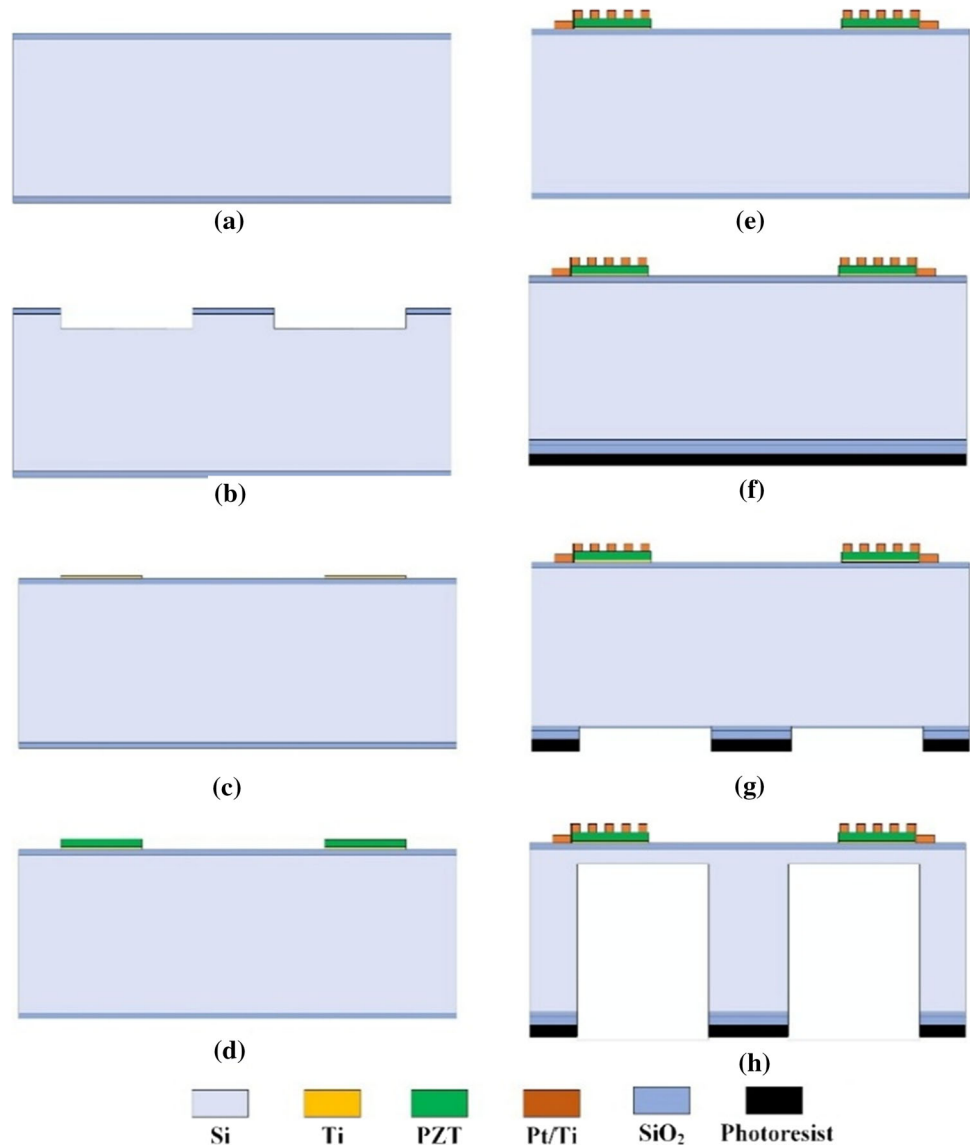 (a)
(b)
(c)
(d)
(e)
(f)
(g)
(h)
Si
Ti
PZT
Pt/Ti
SiO₂
Photoresist